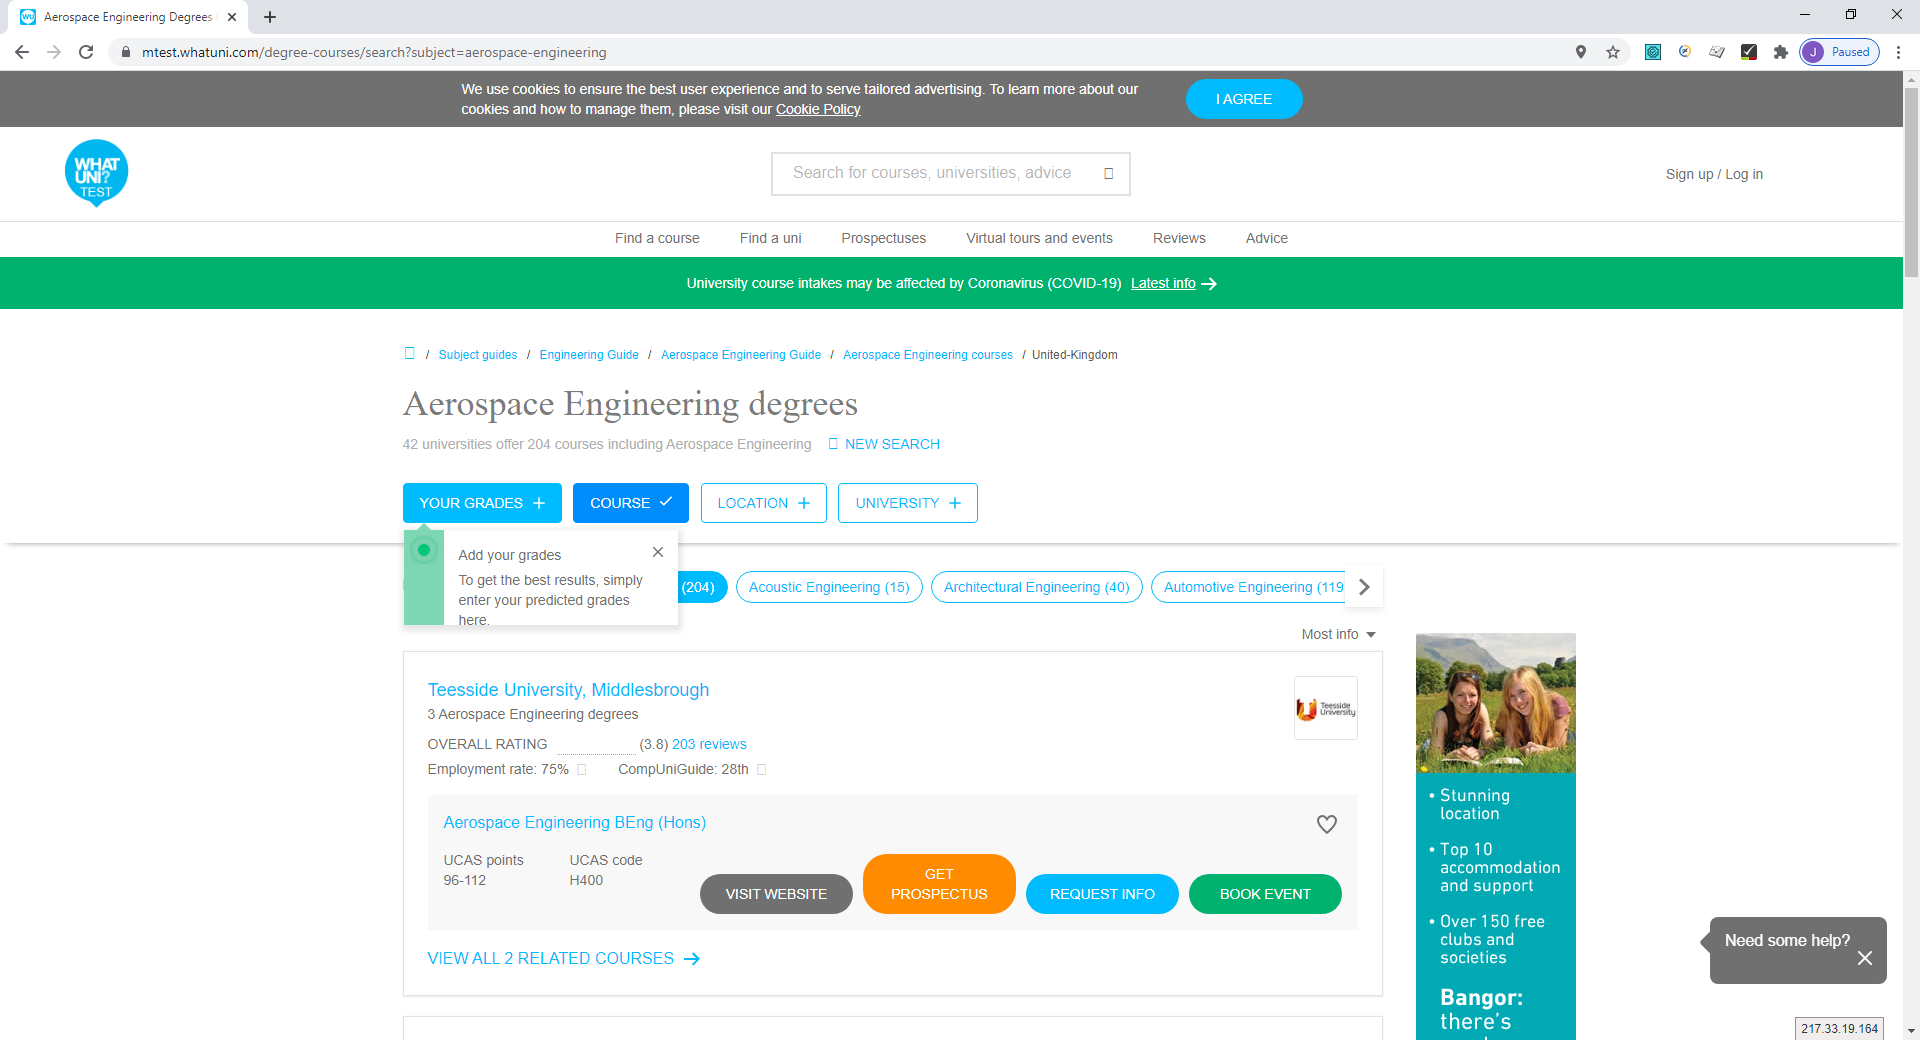 Aerospace Engineering Degrees
mtest.whatuni.com/degree-courses/search?subject=aerospace-engineering
J Paused
We use cookies to ensure the best user experience and to serve tailored advertising. To learn more about our
cookies and how to manage them, please visit our Cookie Policy
I AGREE
WHAT
UNI?
TEST
Search for courses, universities, advice
Sign up / Log in
Find a course Find a uni Prospectuses Virtual tours and events Reviews Advice
University course intakes may be affected by Coronavirus (COVID-19) Latest info
/ Subject guides / Engineering Guide / Aerospace Engineering Guide / Aerospace Engineering courses / United-Kingdom
Aerospace Engineering degrees
42 universities offer 204 courses including Aerospace Engineering NEW SEARCH
YOUR GRADES + COURSE LOCATION + UNIVERSITY +
Add your grades
To get the best results, simply
enter your predicted grades
here.
(204) Acoustic Engineering (15) Architectural Engineering (40) Automotive Engineering (119
Most info
Teesside University, Middlesbrough
3 Aerospace Engineering degrees
OVERALL RATING (3.8) 203 reviews
Employment rate: 75% CompUniGuide: 28th
Teesside
University
Aerospace Engineering BEng (Hons)
UCAS points UCAS code
96-112 H400
VISIT WEBSITE
GET
PROSPECTUS
REQUEST INFO
BOOK EVENT
VIEW ALL 2 RELATED COURSES
• Stunning
location
• Top 10
accommodation
and support
• Over 150 free
clubs and
societies
Bangor:
there's
Need some help?
217.33.19.164